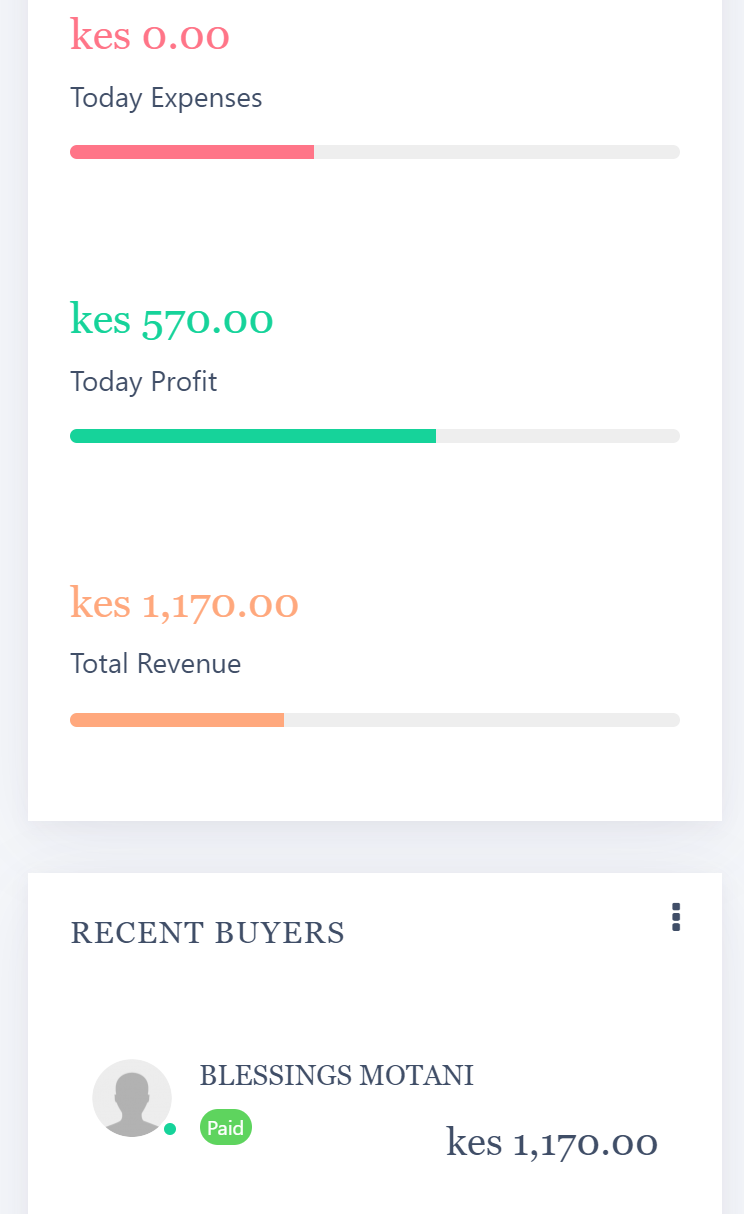 kes 0.00
Today Expenses
kes 570.00
Today Profit
kes 1,170.00
Total Revenue
RECENT BUYERS
BLESSINGS MOTANI
Paid
kes 1,170.00